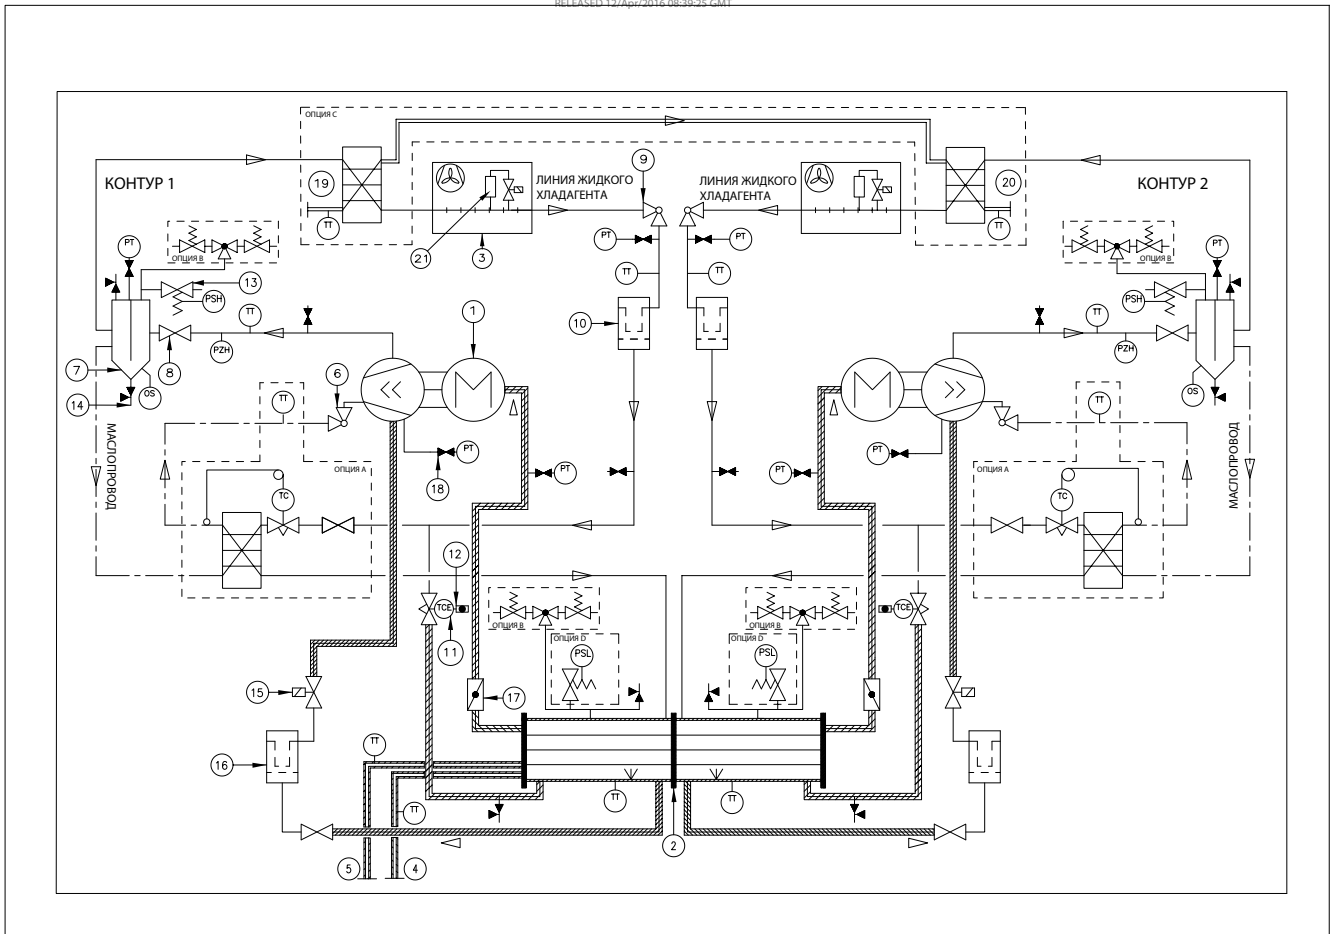 RELEASED 12/Apr/2016 08:39:25 GMT
ОПЦИЯ C
КОНТУР 1
19
TT
ЛИНИЯ ЖИДКОГО
ХЛАДАГЕНТА
9
ЛИНИЯ ЖИДКОГО
ХЛАДАГЕНТА
20
TT
КОНТУР 2
21
3
PT
PT
PT
ОПЦИЯ B
13
PSH
TT
TT
ОПЦИЯ B
PT
PSH
1
10
TT
PZH
8
7
OS
14
6
TT
PZH
OS
TT
TT
МАСЛОПРОВОД
МАСЛОПРОВОД
PT
18
PT
PT
PT
ОПЦИЯ A
TC
ОПЦИЯ A
TC
12
TCE
11
ОПЦИЯ B
ОПЦИЯ B
TCE
ОПЦИЯ D
PSL
ОПЦИЯ D
PSL
15
17
TT
16
TT
TT
TT
2
5
4